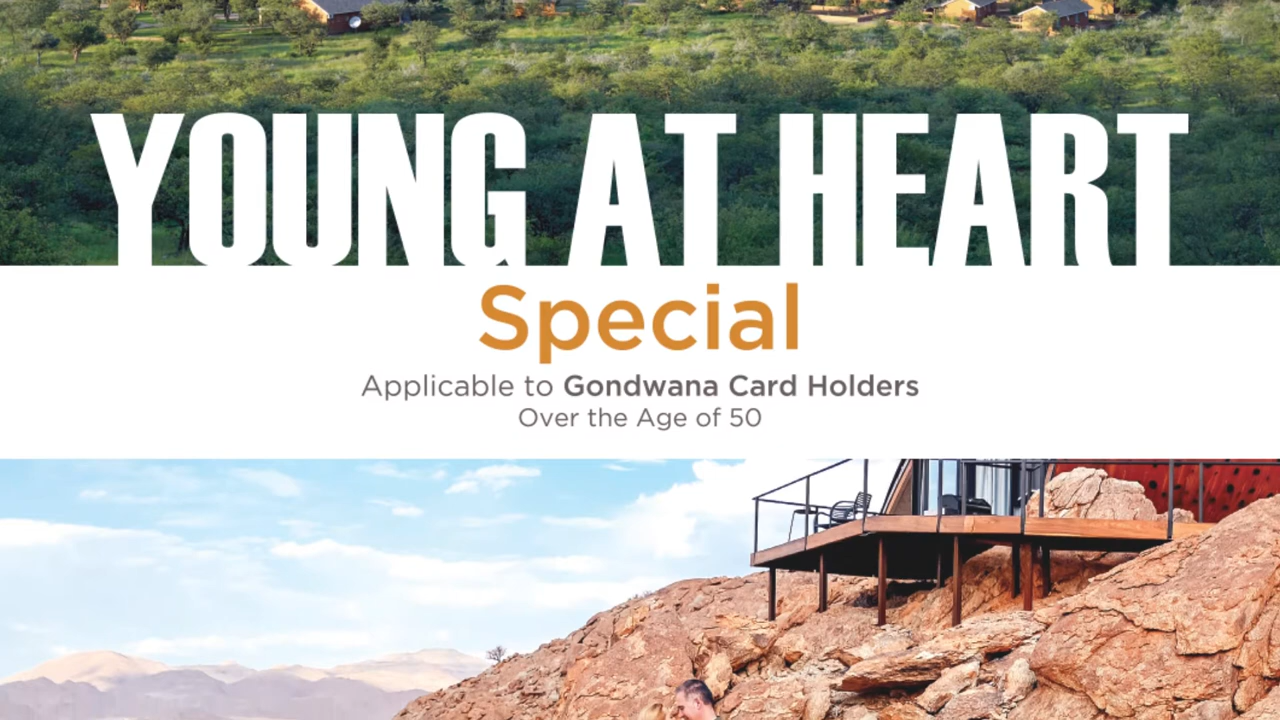 YOUNG AT HEART
Special
Applicable to Gondwana Card Holders
Over the Age of 50